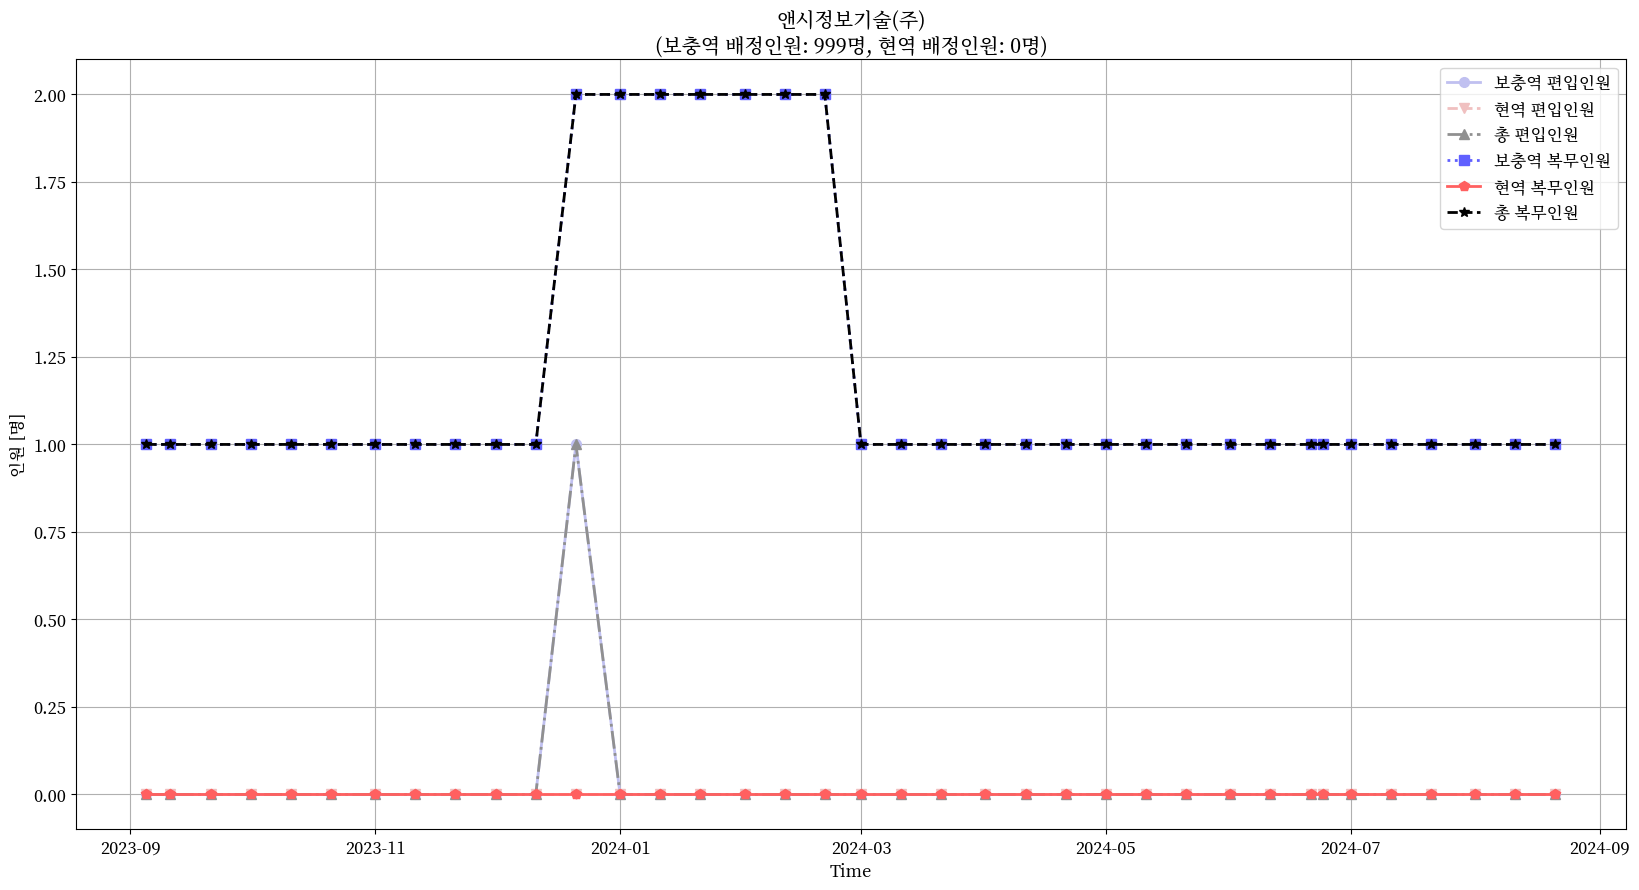 앤시정보기술(주)
(보충역 배정인원: 999명, 현역 배정인원: 0명)
보충역 편입인원
현역 편입인원
총 편입인원
보충역 복무인원
현역 복무인원
총 복무인원
인원 [명]
2.00
1.75
1.50
1.25
1.00
0.75
0.50
0.25
0.00
2023-09 2023-11 2024-01 2024-03 2024-05 2024-07 2024-09
Time